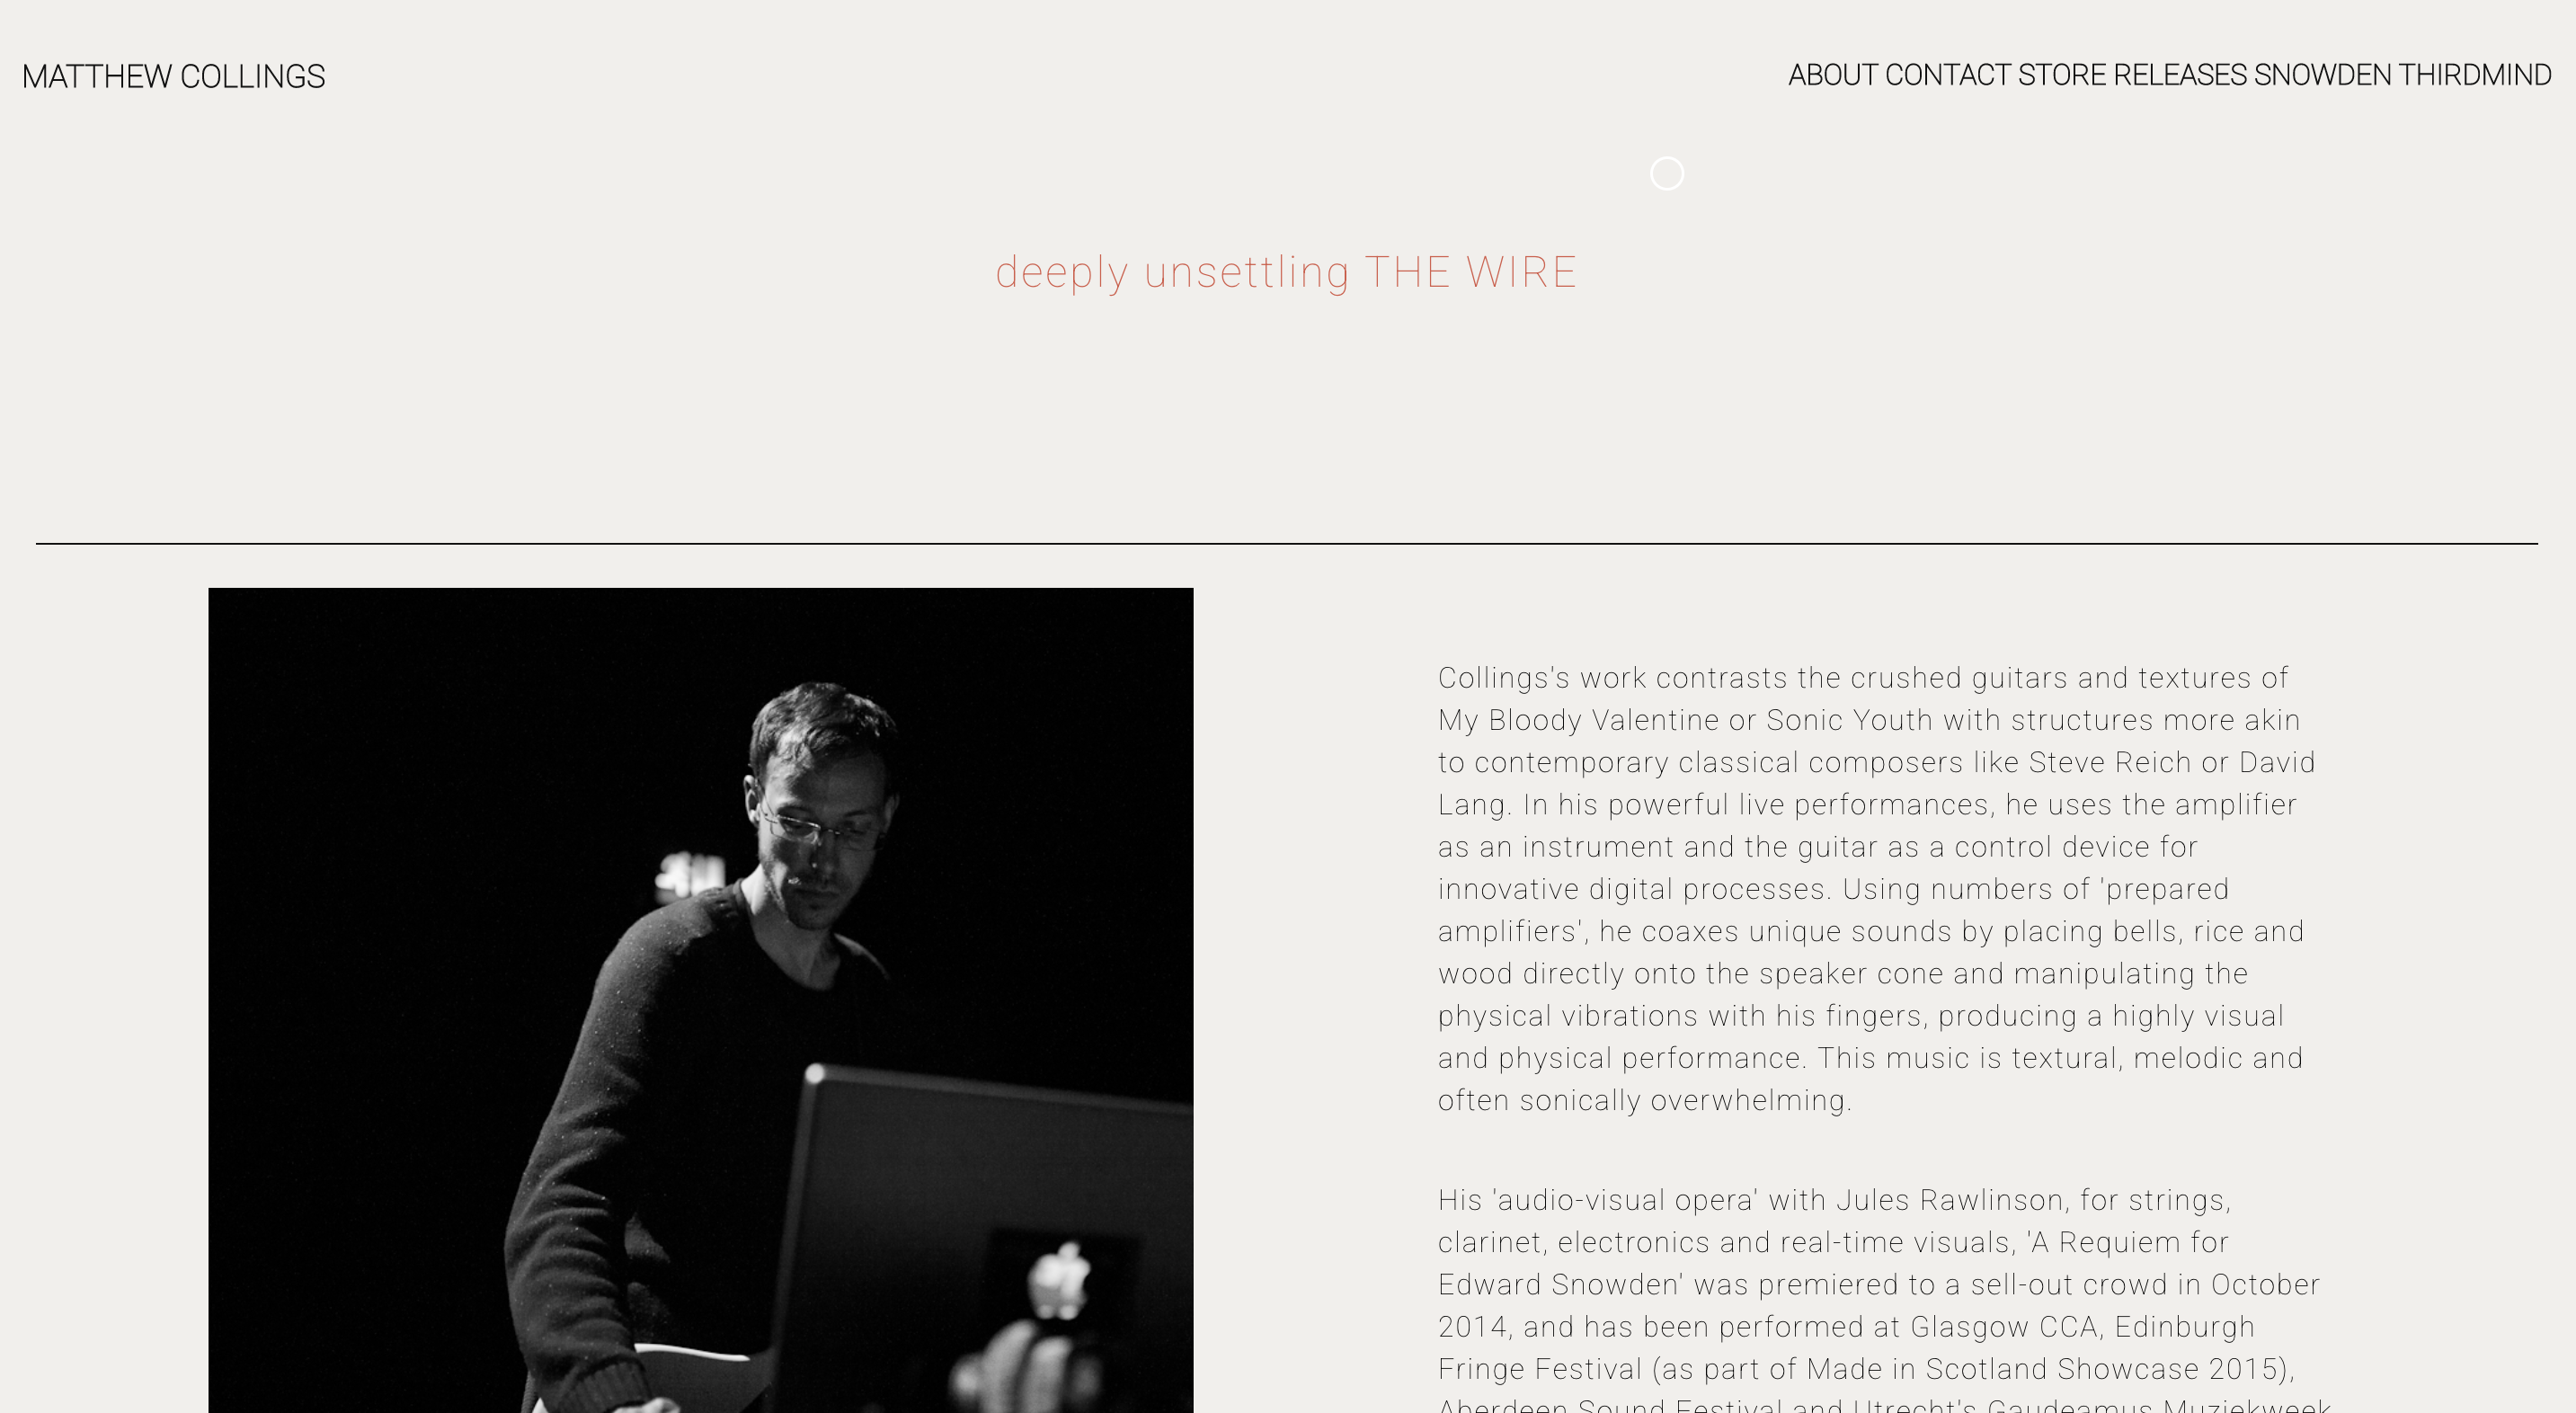 MATTHEW COLLINGS
ABOUT CONTACT STORE RELEASES SNOWDEN THIRDMIND
deeply unsettling THE WIRE
Collings's work contrasts the crushed guitars and textures of
My Bloody Valentine or Sonic Youth with structures more akin
to contemporary classical composers like Steve Reich or David
Lang. In his powerful live performances, he uses the amplifier
as an instrument and the guitar as a control device for
innovative digital processes. Using numbers of 'prepared
amplifiers', he coaxes unique sounds by placing bells, rice and
wood directly onto the speaker cone and manipulating the
physical vibrations with his fingers, producing a highly visual
and physical performance. This music is textural, melodic and
often sonically overwhelming.
His 'audio-visual opera' with Jules Rawlinson, for strings,
clarinet, electronics and real-time visuals, 'A Requiem for
Edward Snowden' was premiered to a sell-out crowd in October
2014, and has been performed at Glasgow CCA, Edinburgh
Fringe Festival (as part of Made in Scotland Showcase 2015),
Aberdeen Sound Festival and Utrecht's Gaudeamus Muziekweek